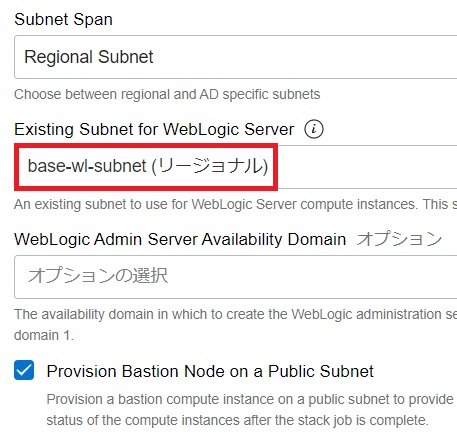 Subnet Span
Regional Subnet
Choose between regional and AD specific subnets
Existing Subnet for WebLogic Server
base-wl-subnet (リージョナル)
An existing subnet to use for WebLogic Server compute instances. This s
WebLogic Admin Server Availability Domain オプション
オプションの選択
The availability domain in which to create the WebLogic administration se
domain 1.
Provision Bastion Node on a Public Subnet
Provision a bastion compute instance on a public subnet to provide
status of the compute instances after the stack job is complete.